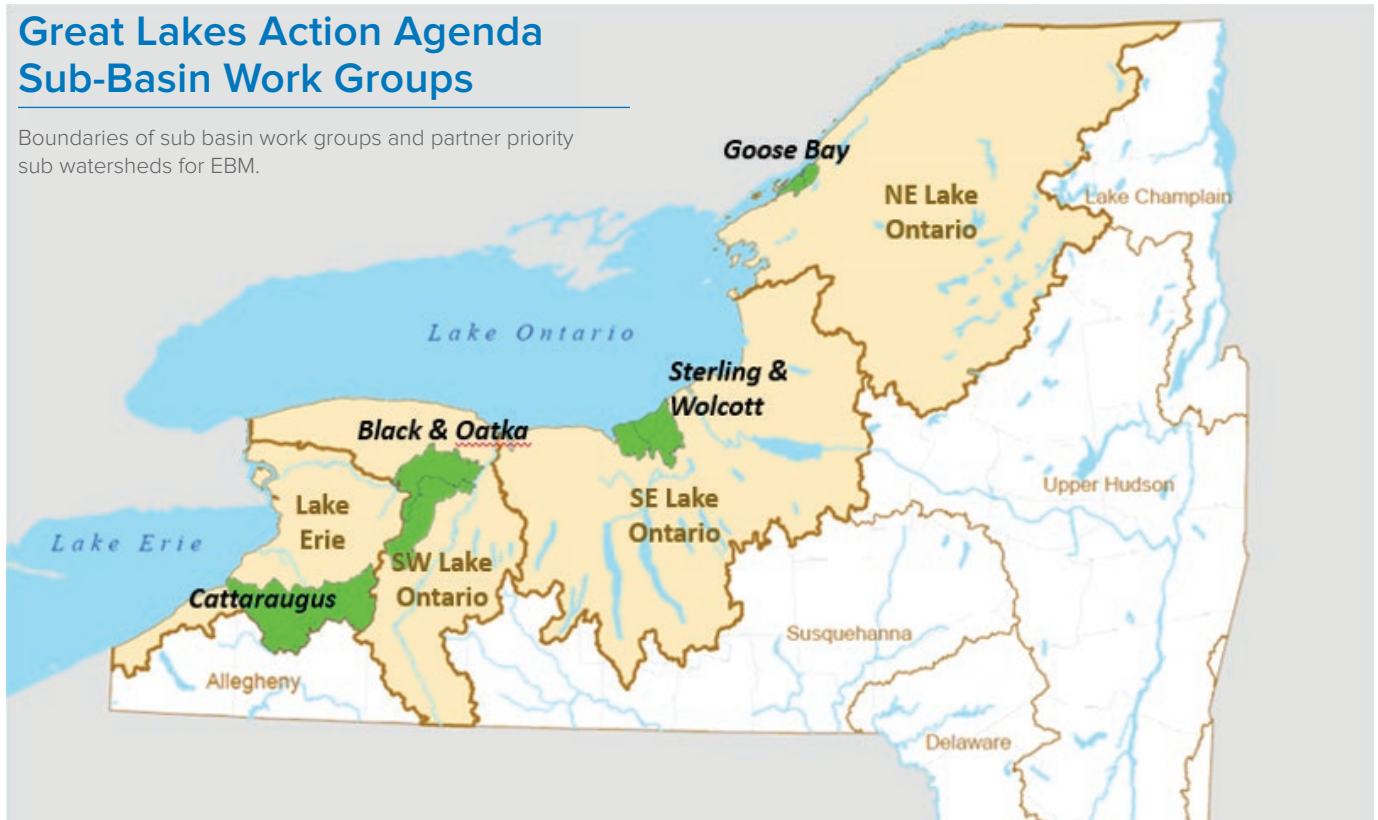 Great Lakes Action Agenda
Sub-Basin Work Groups
Boundaries of sub basin work groups and partner priority
sub watersheds for EBM.
Goose Bay
NE Lake
Ontario
Lake Champlain
Lake Ontario
Sterling &
Wolcott
Black & Oatka
Lake
Erie
SE Lake
Ontario
Upper Hudson
Lake Erie
SW Lake
Ontario
Cattaraugus
Susquehanna
Allegheny
Delaware